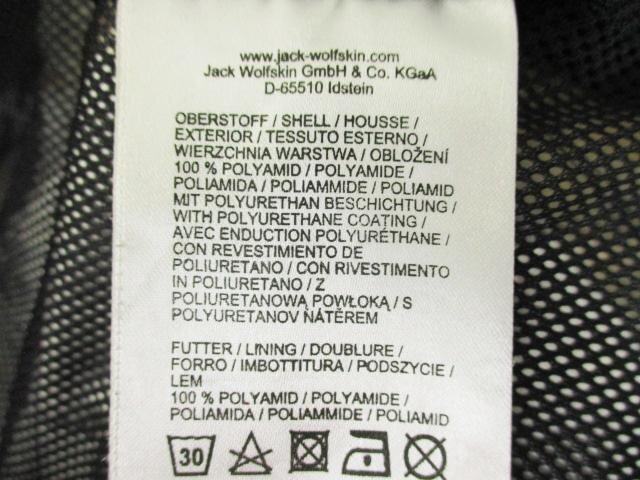 www.jack-wolfskin.com
Jack Wolfskin GmbH & Co. KGaA
D-65510 Idstein
OBERSTOFF / SHELL / HOUSSE /
EXTERIOR / TESSUTO ESTERNO /
WIERZCHNIA WARSTWA / OBLOŽENÍ
100 % POLYAMID / POLYAMIDE /
POLIAMIDA / POLIAMMIDE / POLIAMID
MIT POLYURETHAN BESCHICHTUNG /
WITH POLYURETHANE COATING /
AVEC ENDUCTION POLYURÉTHANE /
CON REVESTIMIENTO DE
POLIURETANO / CON RIVESTIMENTO
IN POLIURETANO / Z
POLIURETANOWĄ POWŁOKĄ / S
POLYURETANOV NÁTĚREM
FUTTER / LINING / DOUBLURE /
FORRO / IMBOTTITURA / PODSZYCIE /
LEM
100 % POLYAMID / POLYAMIDE /
POLIAMIDA / POLIAMMIDE / POLIAMID
30